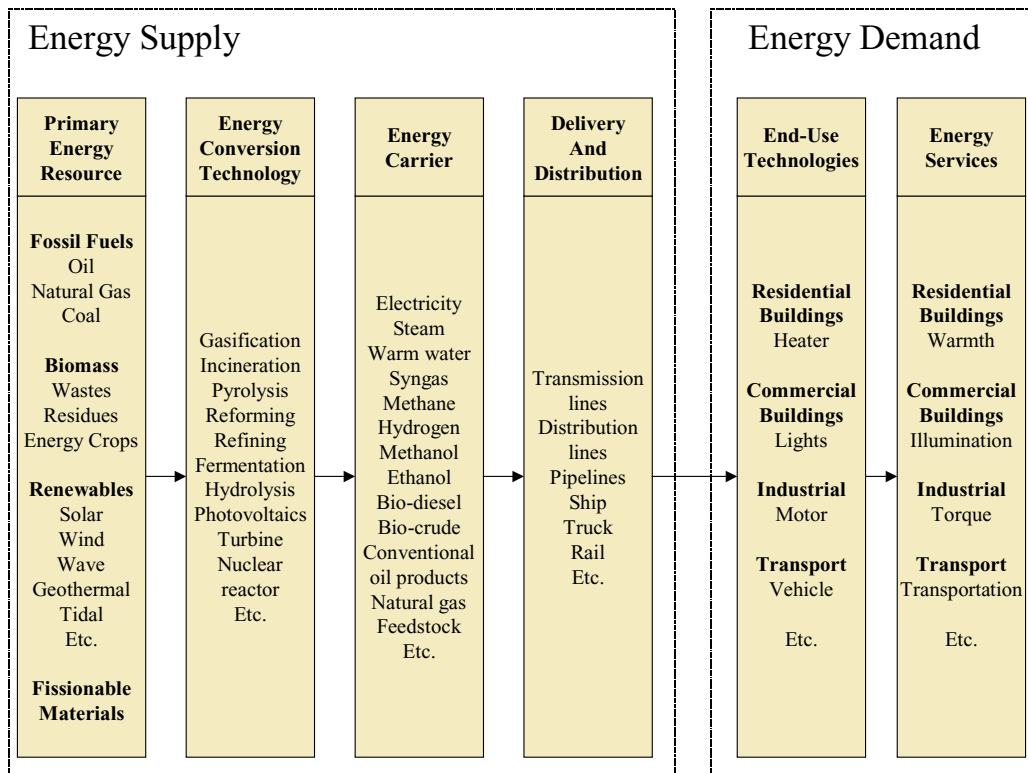 Energy Supply
Primary
Energy
Resource
Fossil Fuels
Oil
Natural Gas
Coal
Biomass
Wastes
Residues
Energy Crops
Renewables
Solar
Wind
Wave
Geothermal
Tidal
Etc.
Fissionable
Materials
Energy
Conversion
Technology
Gasification
Incineration
Pyrolysis
Reforming
Refining
Fermentation
Hydrolysis
Photovoltaics
Turbine
Nuclear
reactor
Etc.
Energy
Carrier
Electricity
Steam
Warm water
Syngas
Methane
Hydrogen
Methanol
Ethanol
Bio-diesel
Bio-crude
Conventional
oil products
Natural gas
Feedstock
Etc.
Delivery
And
Distribution
Transmission
lines
Distribution
lines
Pipelines
Ship
Truck
Rail
Etc.
Energy Demand
End-Use
Technologies
Residential
Buildings
Heater
Commercial
Buildings
Lights
Industrial
Motor
Transport
Vehicle
Etc.
Energy
Services
Residential
Buildings
Warmth
Commercial
Buildings
Illumination
Industrial
Torque
Transport
Transportation
Etc.